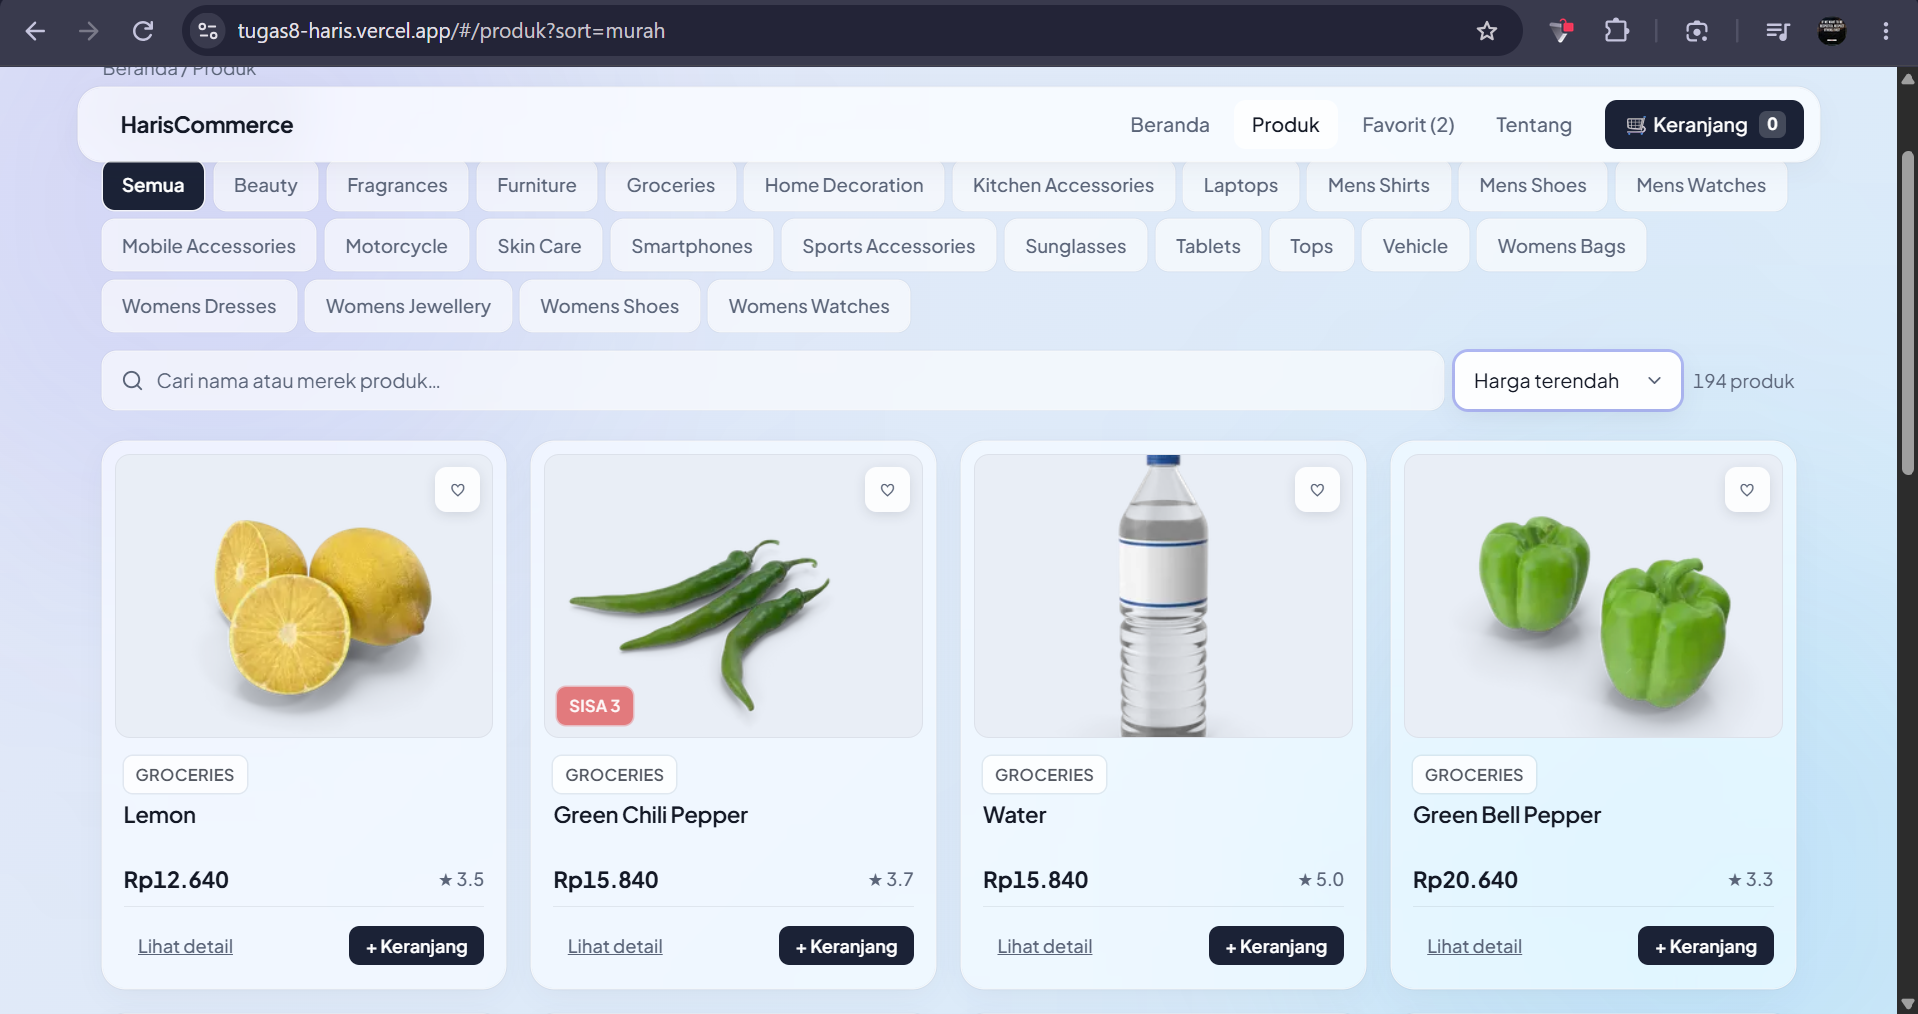 tugas8-haris.vercel.app/#/produk?sort=murah
Beranda / Produk
HarisCommerce
Beranda
Produk
Favorit (2)
Tentang
Keranjang 0
Semua
Beauty
Fragrances
Furniture
Groceries
Home Decoration
Kitchen Accessories
Laptops
Mens Shirts
Mens Shoes
Mens Watches
Mobile Accessories
Motorcycle
Skin Care
Smartphones
Sports Accessories
Sunglasses
Tablets
Tops
Vehicle
Womens Bags
Womens Dresses
Womens Jewellery
Womens Shoes
Womens Watches
Cari nama atau merek produk...
Harga terendah
194 produk
GROCERIES
Lemon
Rp12.640
★ 3.5
Lihat detail
+ Keranjang
SISA 3
GROCERIES
Green Chili Pepper
Rp15.840
★ 3.7
Lihat detail
+ Keranjang
GROCERIES
Water
Rp15.840
★ 5.0
Lihat detail
+ Keranjang
GROCERIES
Green Bell Pepper
Rp20.640
★ 3.3
Lihat detail
+ Keranjang